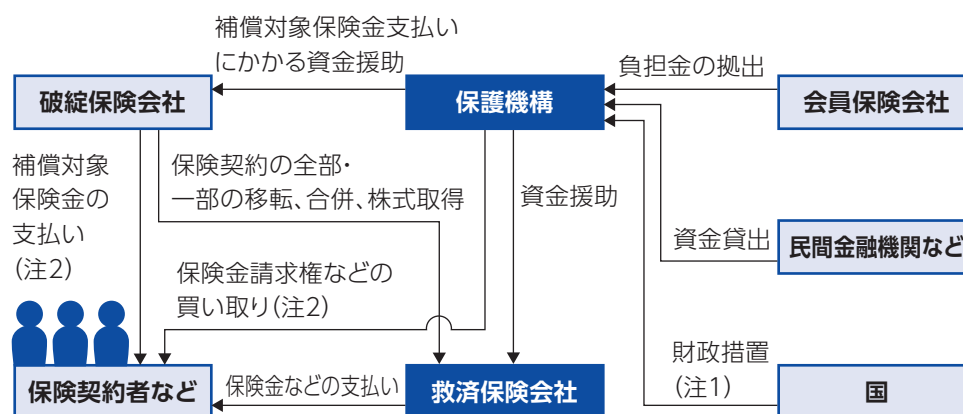 補償対象保険金支払い
にかかる資金援助
負担金の拠出
破綻保険会社
保護機構
会員保険会社
補償対象
保険金の
支払い
(注2)
保険契約の全部・
一部の移転、合併、株式取得
資金援助
資金貸出
民間金融機関など
保険金請求権などの
買い取り(注2)
財政措置
(注1)
保険契約者など
保険金などの支払い
救済保険会社
国